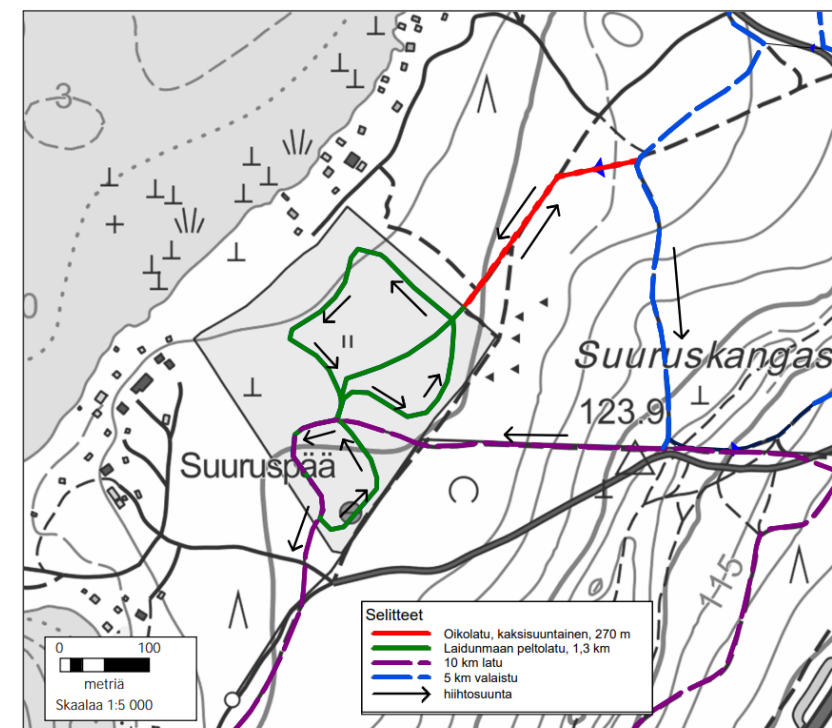 3
0
Suuruskangas
123.9
Suuruspää
115
Selitteet
Oikolatu, kaksisuuntainen, 270 m
Laidunmaan peltolatu, 1,3 km
10 km latu
5 km valaistu
hiihtosuunta
0 100
metriä
Skaalaa 1:5 000